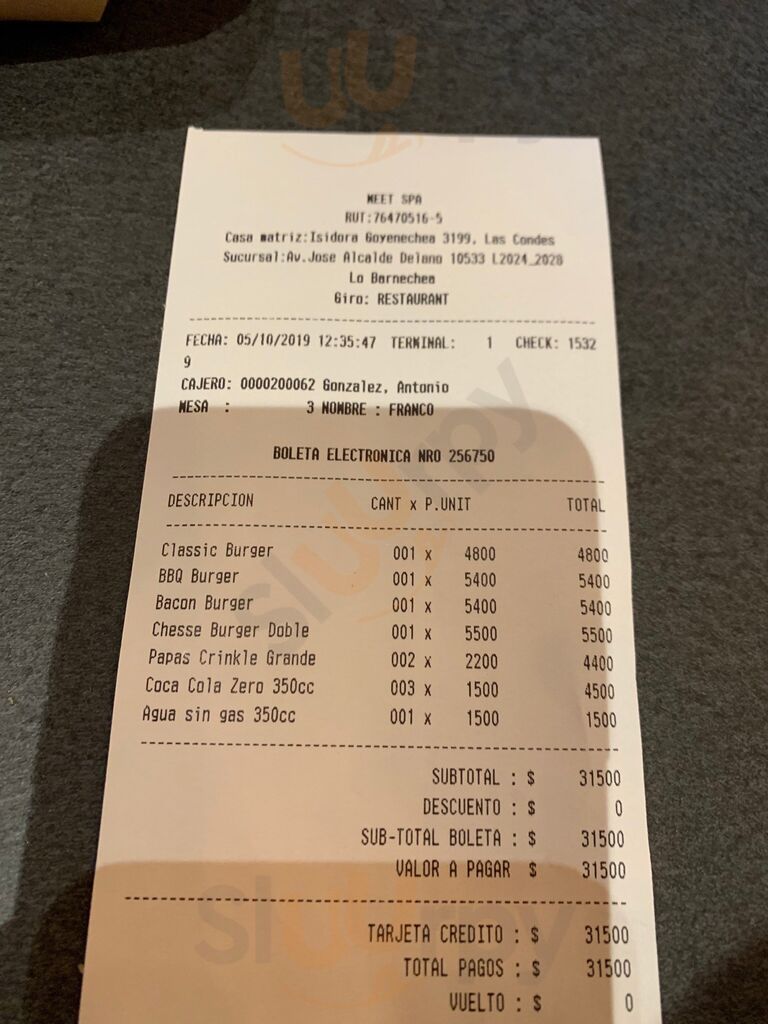 MEET SPA
RUT:76470516-5
Casa matriz:Isidora Goyenechea 3199, Las Condes
Sucursal:Av.Jose Alcalde Delano 10533 L2024_2028
Lo Barnechea
Giro: RESTAURANT
FECHA: 05/10/2019 12:35:47 TERMINAL: 1 CHECK: 1532
9
CAJERO: 0000200062 Gonzalez, Antonio
MESA : 3 NOMBRE : FRANCO
BOLETA ELECTRONICA NRO 256750
DESCRIPCION CANT x P.UNIT TOTAL
Classic Burger 001 x 4800 4800
BBQ Burger 001 x 5400 5400
Bacon Burger 001 x 5400 5400
Chesse Burger Doble 001 x 5500 5500
Papas Crinkle Grande 002 x 2200 4400
Coca Cola Zero 350cc 003 x 1500 4500
Agua sin gas 350cc 001 x 1500 1500
SUBTOTAL : $ 31500
DESCUENTO : $ 0
SUB-TOTAL BOLETA : $ 31500
VALOR A PAGAR $ 31500
TARJETA CREDITO : $ 31500
TOTAL PAGOS : $ 31500
VUELTO : $ 0
sluurpy
sluurpy